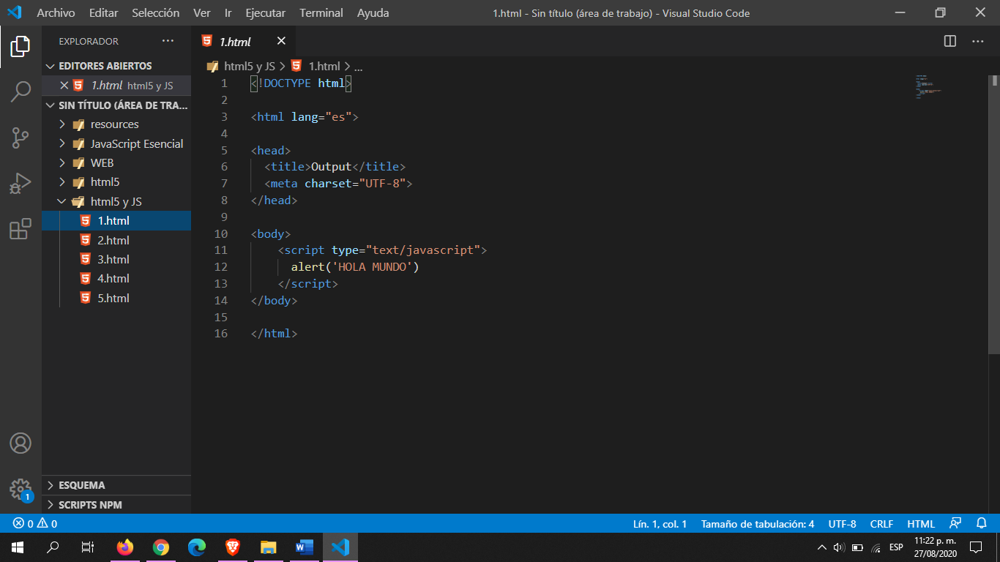 Archivo Editar Selección Ver Ir Ejecutar Terminal Ayuda 1.html - Sin título (área de trabajo) - Visual Studio Code
EXPLORADOR
EDITORES ABIERTOS
1.html html5 y JS
SIN TÍTULO (ÁREA DE TRA...
resources
JavaScript Esencial
WEB
html5
html5 y JS
1.html
2.html
3.html
4.html
5.html
ESQUEMA
SCRIPTS NPM
1
1.html
html5 y JS > 1.html > ...
1 <!DOCTYPE html>
2
3 <html lang="es">
4
5 <head>
6 <title>Output</title>
7 <meta charset="UTF-8">
8 </head>
9
10 <body>
11 <script type="text/javascript">
12 alert('HOLA MUNDO')
13 </script>
14 </body>
15
16 </html>
0 0 Lín. 1, col. 1 Tamaño de tabulación: 4 UTF-8 CRLF HTML
ESP 11:22 p. m.
27/08/2020